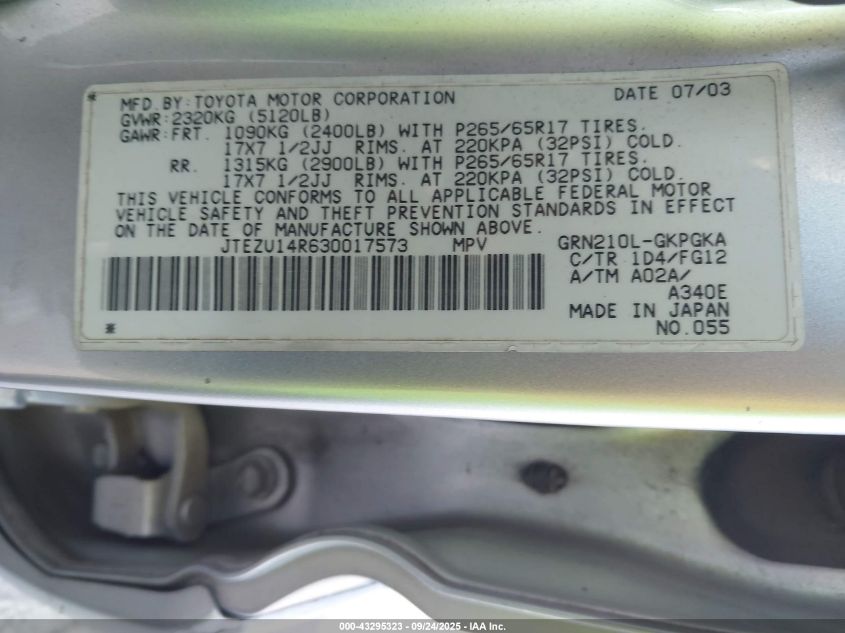 MFD.BY:TOYOTA MOTOR CORPORATION DATE 07/03
GVWR:2320KG (5120LB)
GAWR:FRT. 1090KG (2400LB) WITH P265/65R17 TIRES.
17X7 1/2JJ RIMS. AT 220KPA (32PSI) COLD.
RR. 1315KG (2900LB) WITH P265/65R17 TIRES.
17X7 1/2JJ RIMS. AT 220KPA (32PSI) COLD.
THIS VEHICLE CONFORMS TO ALL APPLICABLE FEDERAL MOTOR
VEHICLE SAFETY AND THEFT PREVENTION STANDARDS IN EFFECT
ON THE DATE OF MANUFACTURE SHOWN ABOVE.
JTEZU14R630017573 MPV GRN210L-GKPGKA
C/TR 1D4/FG12
A/TM A02A/
A340E
MADE IN JAPAN
NO.055
000-43295323 - 09/24/2025 - IAA Inc.